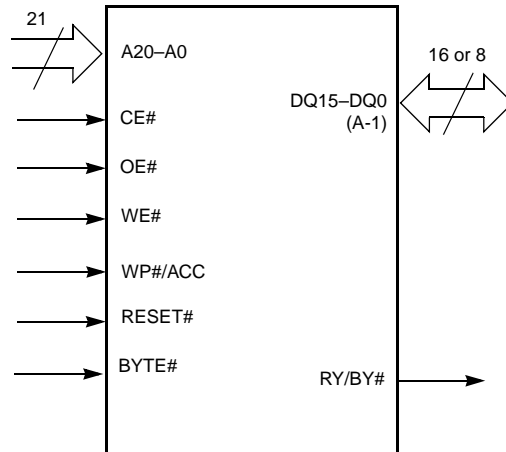 21
A20–A0
16 or 8
CE#
DQ15–DQ0
(A-1)
OE#
WE#
WP#/ACC
RESET#
BYTE#
RY/BY#